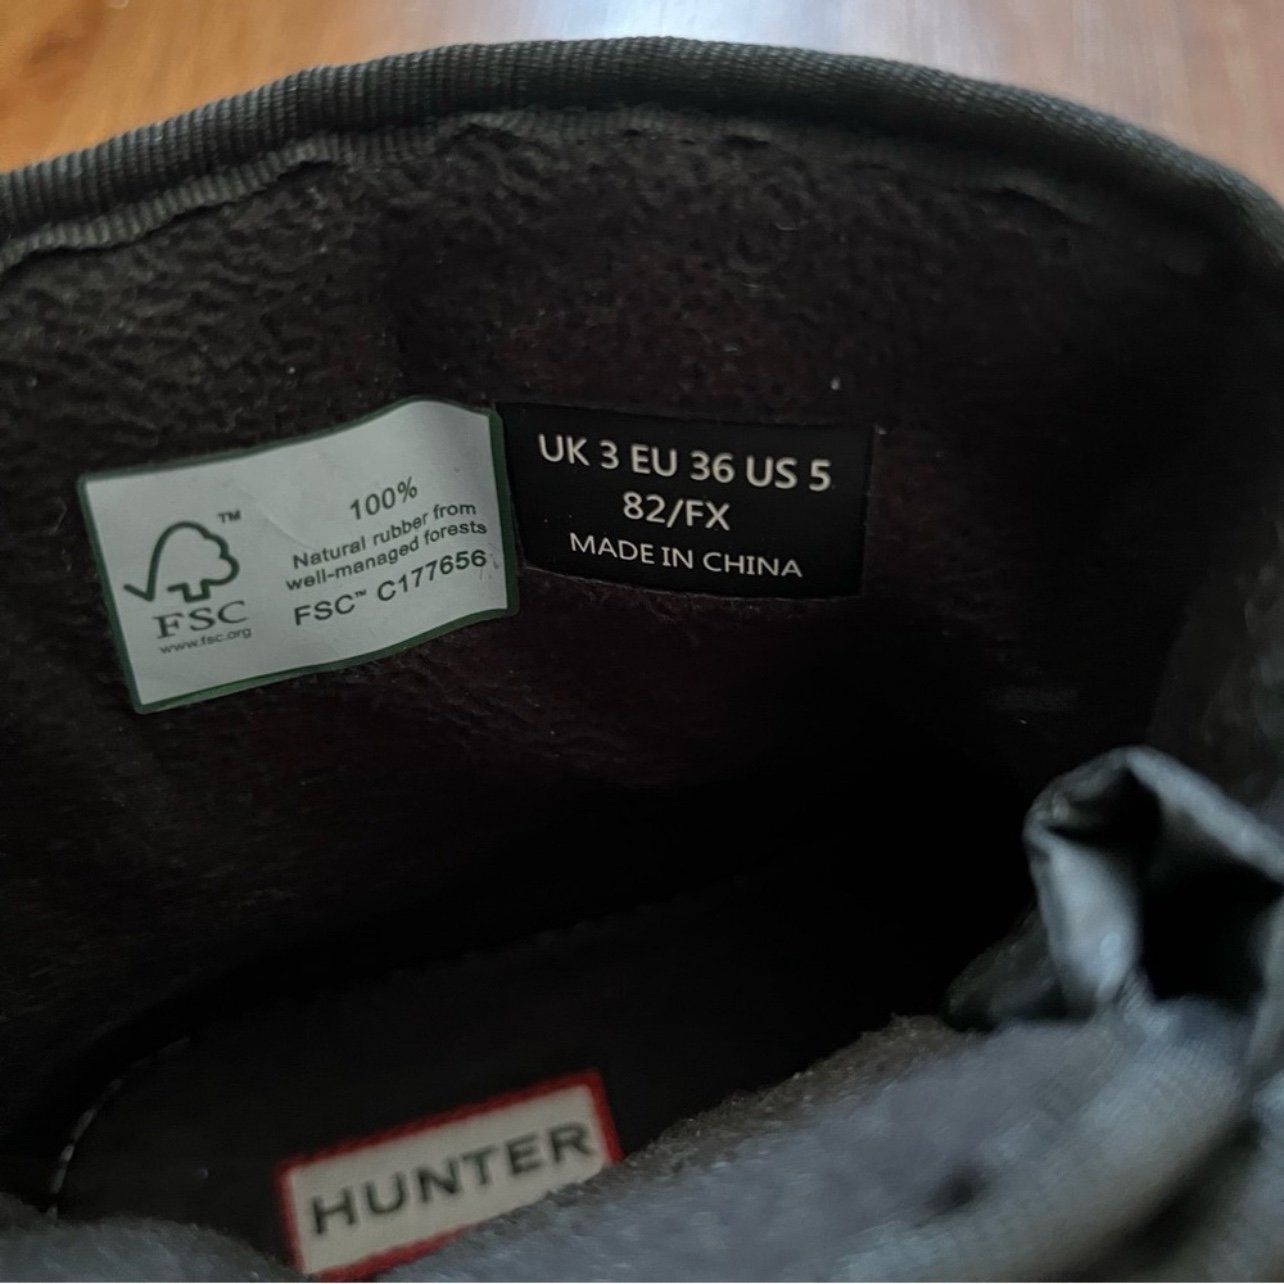 100%
Natural rubber from
well-managed forests
FSC™ C177656
™
FSC
www.fsc.org
UK 3 EU 36 US 5
82/FX
MADE IN CHINA
HUNTER